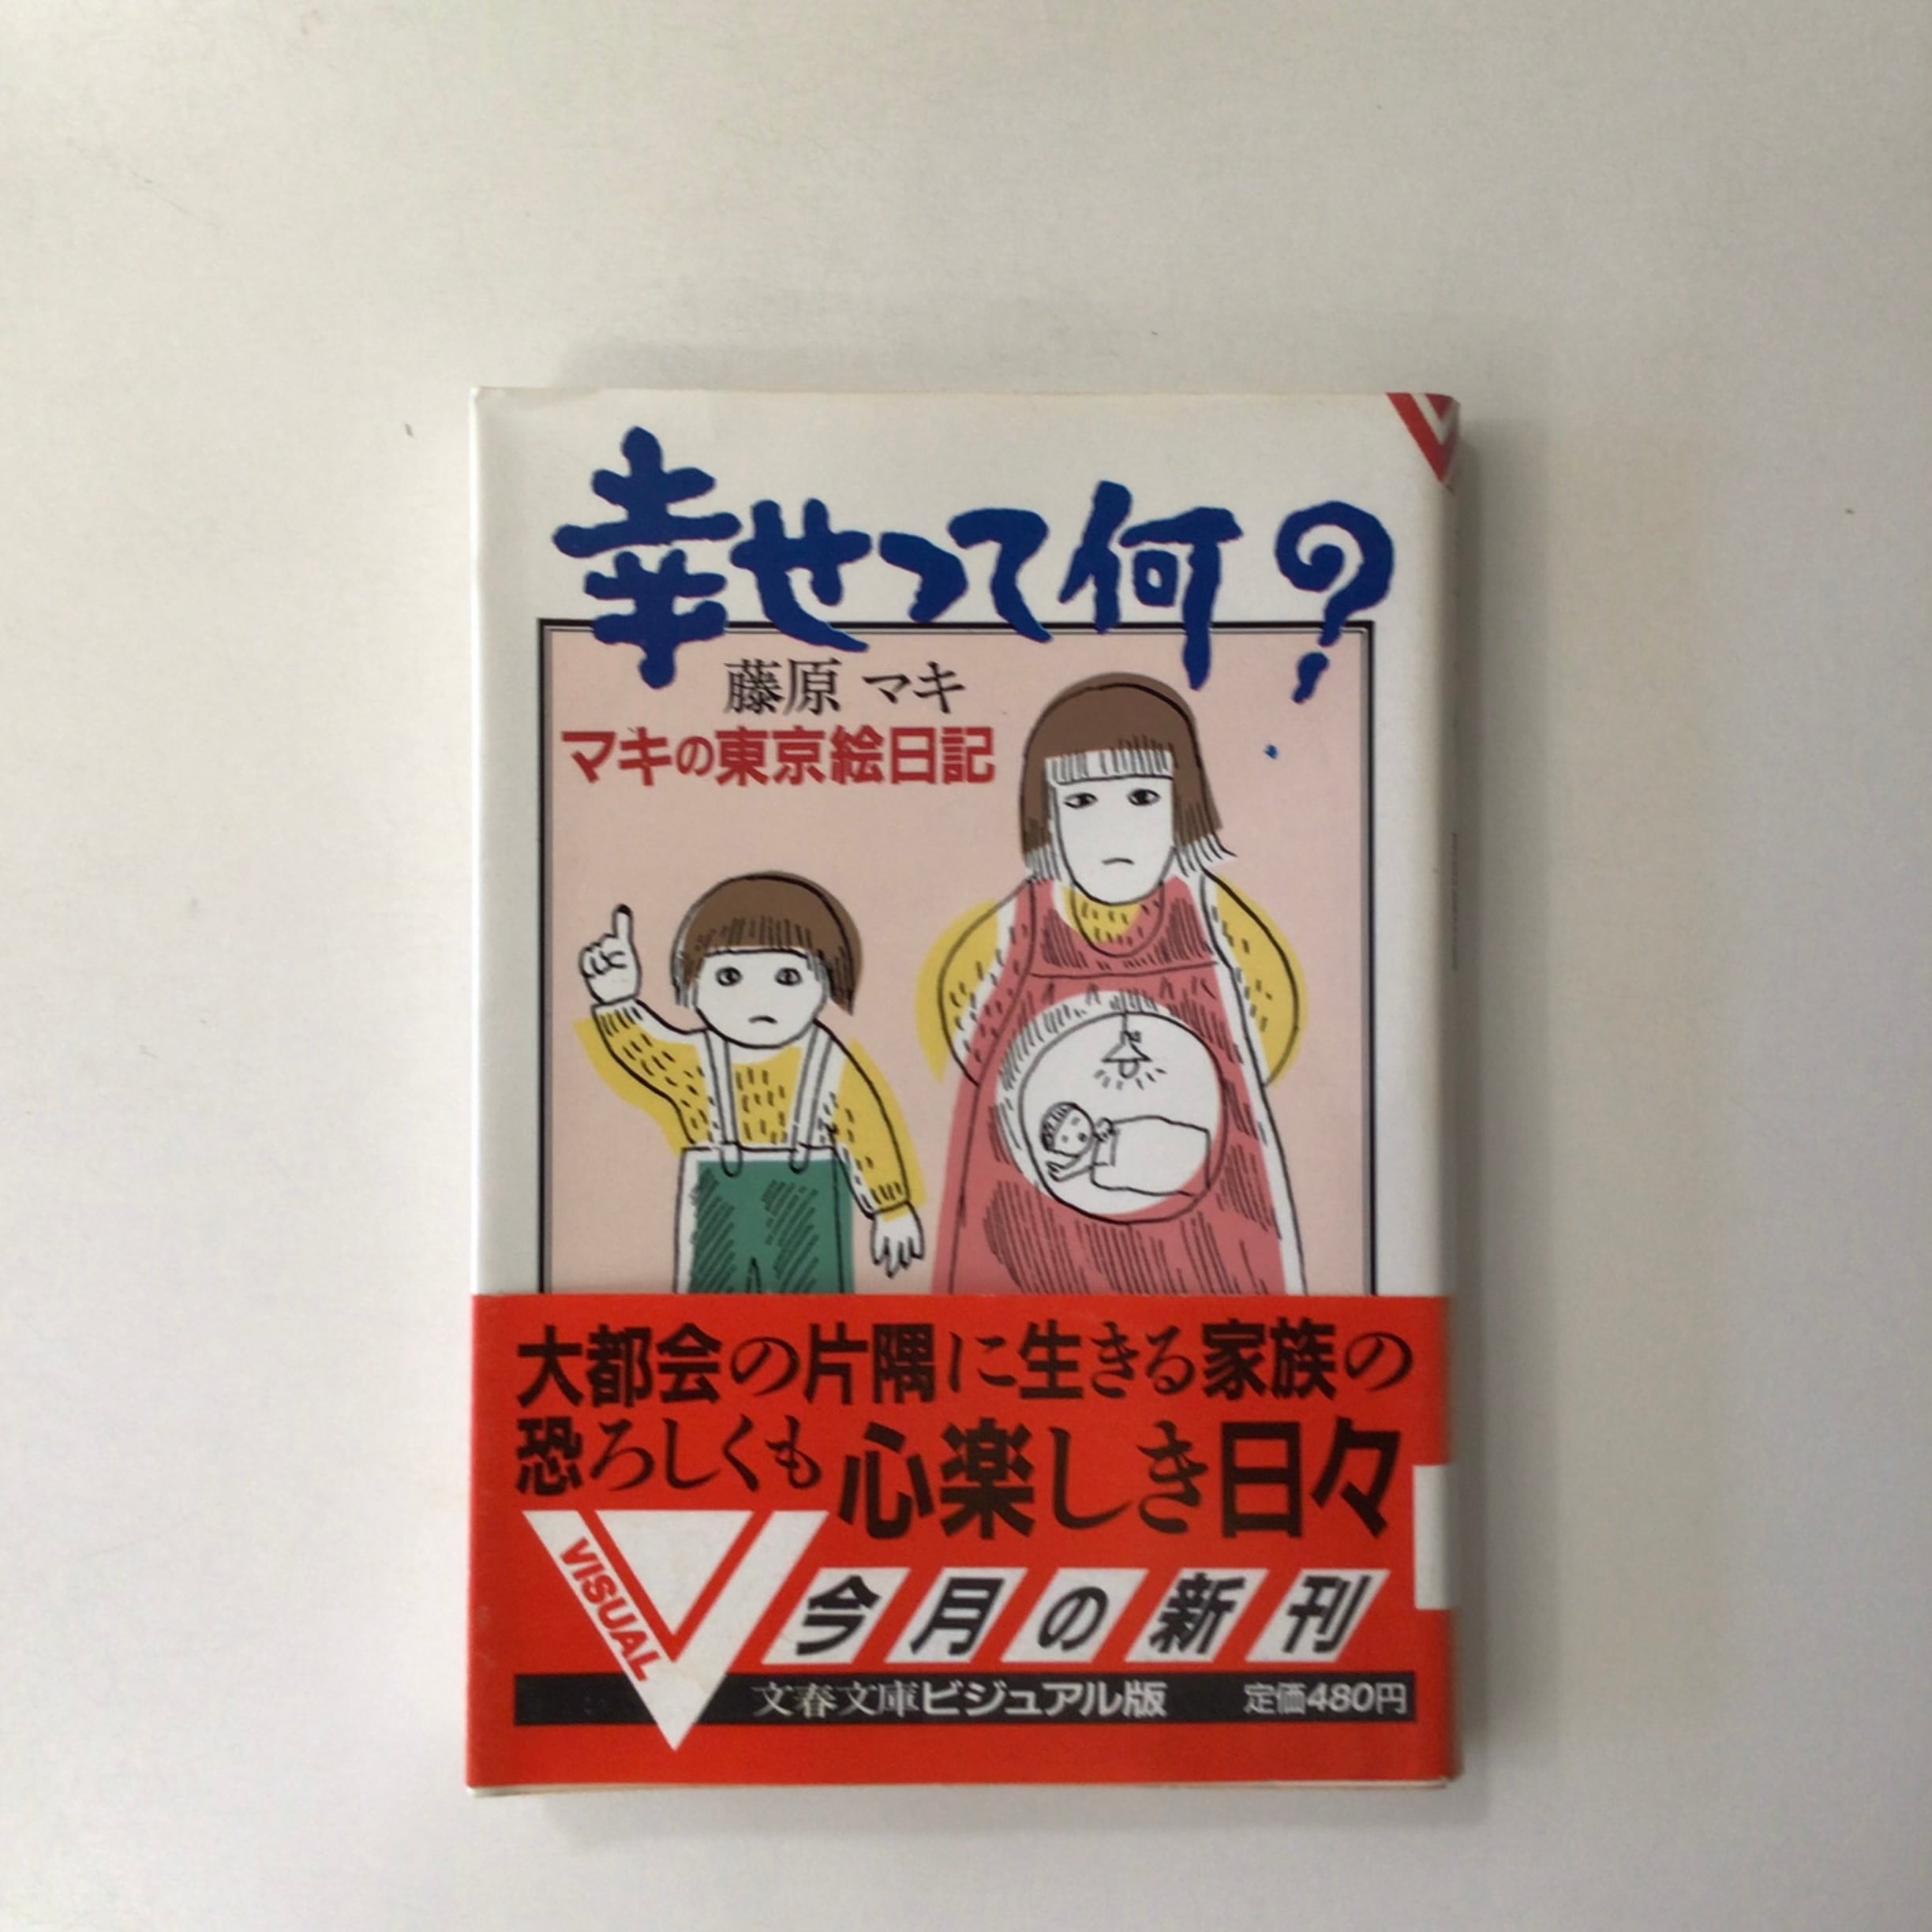 幸せって何?
藤原 マキ
マキの東京絵日記
大都会の片隅に生きる家族の
恐ろしくも心楽しき日々
VISUAL
今月の新刊
文春文庫ビジュアル版 定価480円